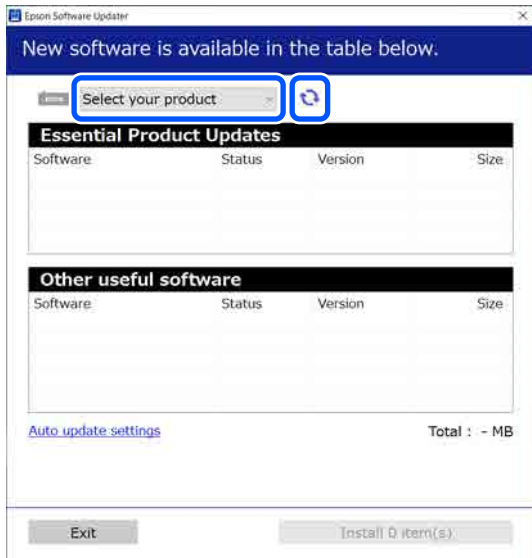 Epson Software Updater
New software is available in the table below.
Select your product
Essential Product Updates
Software Status Version Size
Other useful software
Software Status Version Size
Auto update settings Total : - MB
Exit Install 0 item(s)